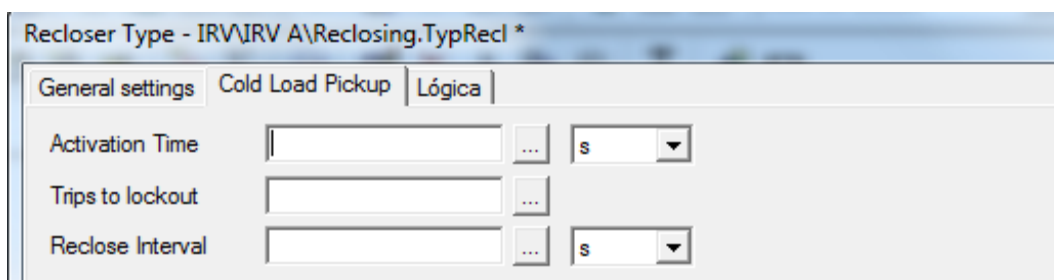 Recloser Type - IRV\IRV A\Reclosing.TypRecl *
General settings Cold Load Pickup Lógica
Activation Time ... s
Trips to lockout ...
Reclose Interval ... s